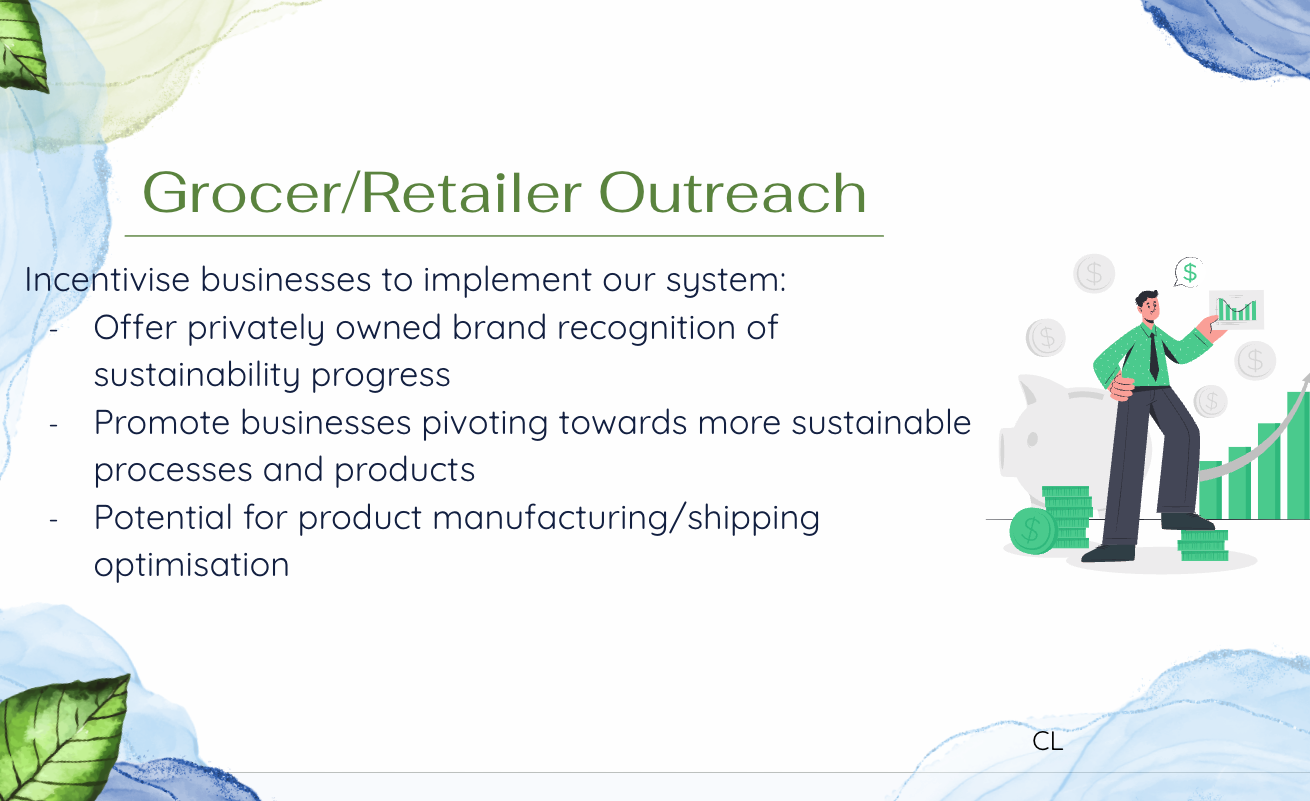 Grocer/Retailer Outreach
Incentivise businesses to implement our system:
- Offer privately owned brand recognition of
sustainability progress
- Promote businesses pivoting towards more sustainable
processes and products
- Potential for product manufacturing/shipping
optimisation
$
$
$
$
$
$
CL